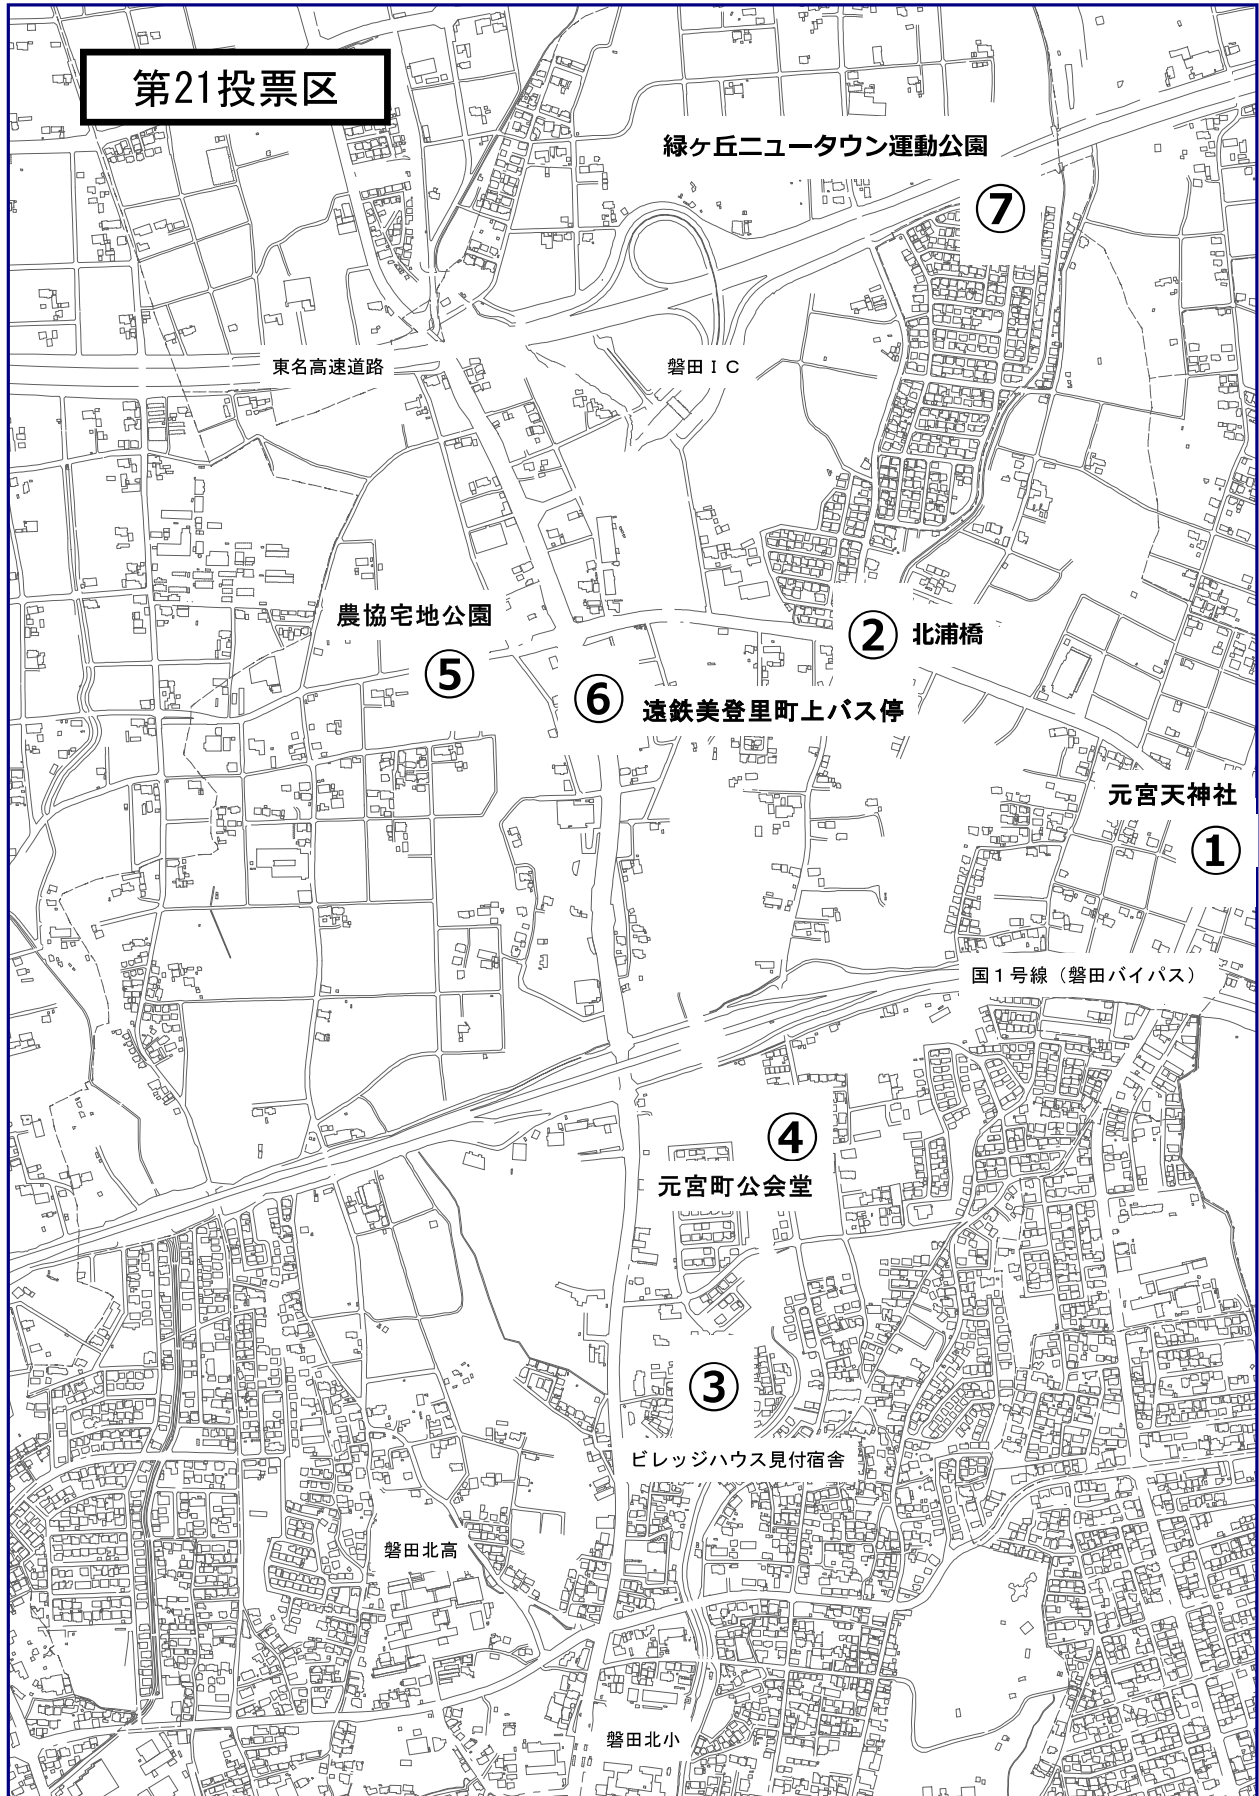 第21投票区
緑ヶ丘ニュータウン運動公園
⑦
東名高速道路
磐田ＩＣ
農協宅地公園
⑤
② 北浦橋
⑥ 遠鉄美登里町上バス停
元宮天神社
①
国１号線（磐田バイパス）
④
元宮町公会堂
③
ビレッジハウス見付宿舎
磐田北高
磐田北小